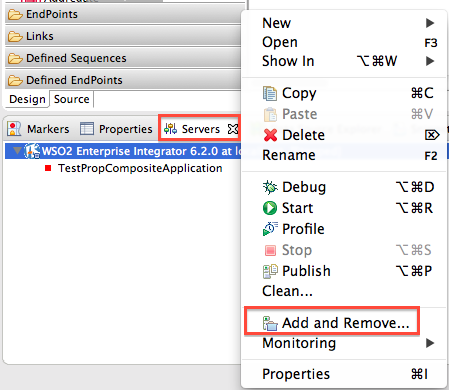 EndPoints
Links
Defined Sequences
Defined EndPoints
Design Source
Markers Properties Servers
WSO2 Enterprise Integrator 6.2.0 at
TestPropCompositeApplication
New
Open F3
Show In ⌥⌘W
Copy ⌘C
Paste ⌘V
Delete ⌦
Rename F2
Debug ⌥⌘D
Start ⌥⌘R
Profile
Stop ⌥⌘S
Publish ⌥⌘P
Clean...
Add and Remove...
Monitoring
Properties ⌘I